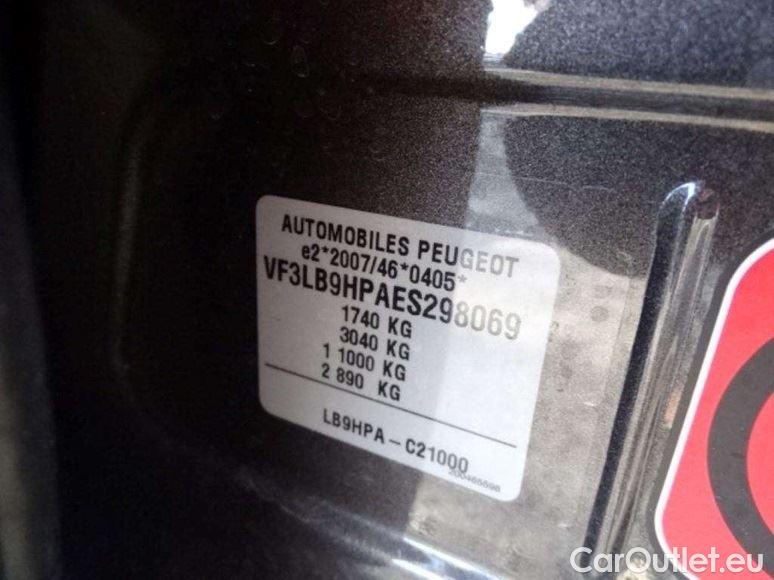 AUTOMOBILES PEUGEOT
e2*2007/46*0405*
VF3LB9HPAES298069
1740 KG
3040 KG
1 1000 KG
2 890 KG
LB9HPA-C21000
200465698
CarOutlet.eu